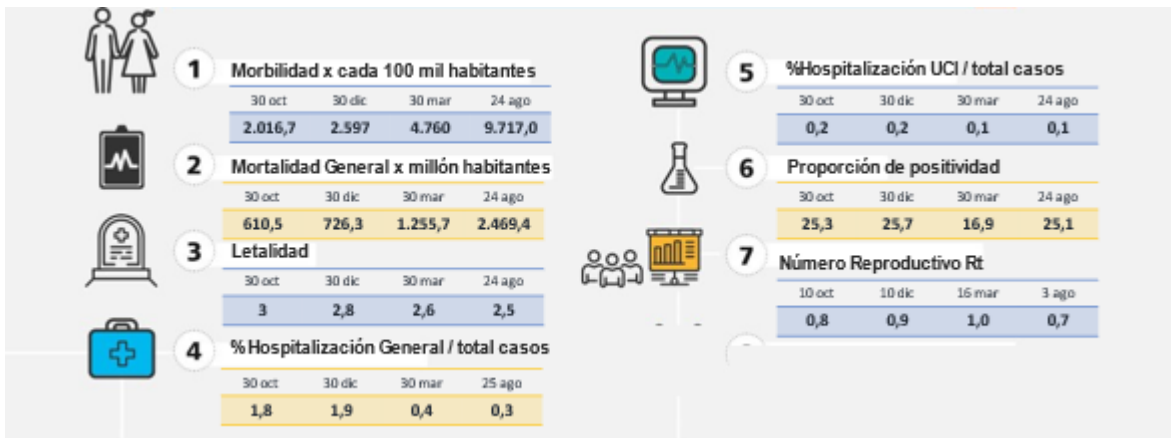 1 Morbilidad x cada 100 mil habitantes
30 oct 30 dic 30 mar 24 ago
2.016,7 2.597 4.760 9.717,0
2 Mortalidad General x millón habitantes
30 oct 30 dic 30 mar 24 ago
610,5 726,3 1.255,7 2.469,4
3 Letalidad
30 oct 30 dic 30 mar 24 ago
3 2,8 2,6 2,5
4 % Hospitalización General / total casos
30 oct 30 dic 30 mar 25 ago
1,8 1,9 0,4 0,3
5 %Hospitalización UCI / total casos
30 oct 30 dic 30 mar 24 ago
0,2 0,2 0,1 0,1
6 Proporción de positividad
30 oct 30 dic 30 mar 24 ago
25,3 25,7 16,9 25,1
7 Número Reproductivo Rt
10 oct 10 dic 16 mar 3 ago
0,8 0,9 1,0 0,7